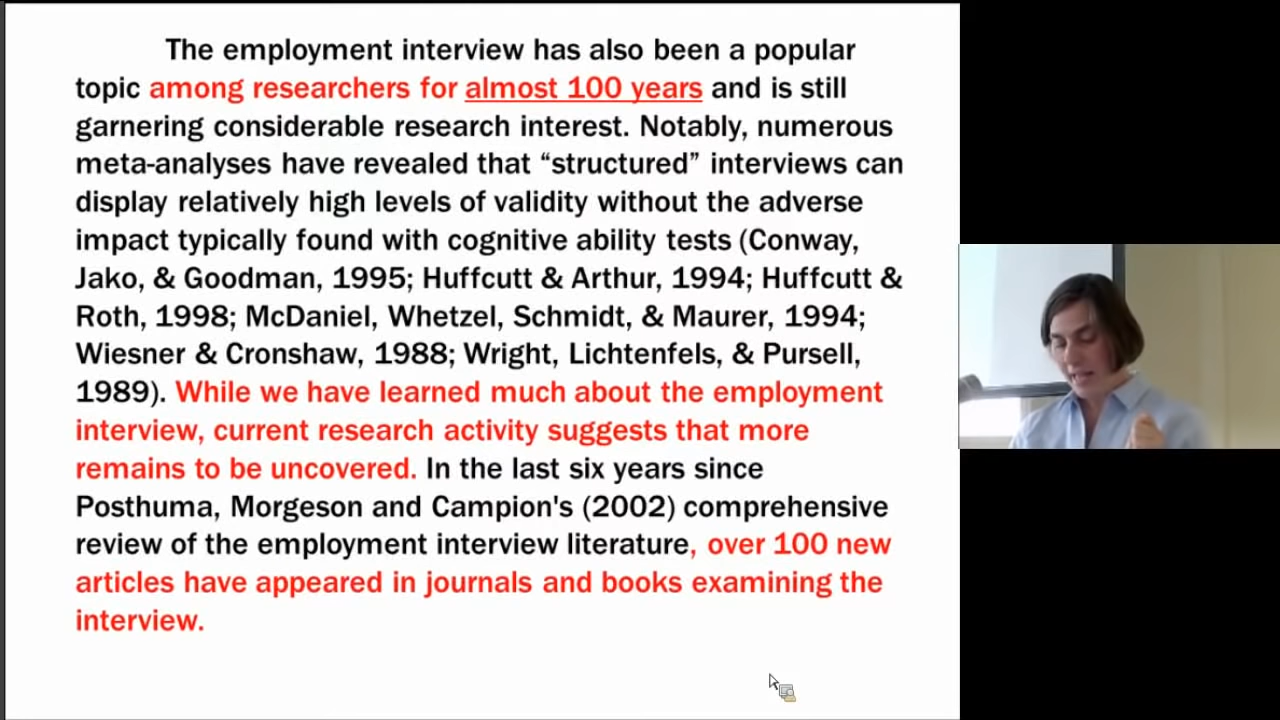 The employment interview has also been a popular
topic among researchers for almost 100 years and is still
garnering considerable research interest. Notably, numerous
meta-analyses have revealed that “structured” interviews can
display relatively high levels of validity without the adverse
impact typically found with cognitive ability tests (Conway,
Jako, & Goodman, 1995; Huffcutt & Arthur, 1994; Huffcutt &
Roth, 1998; McDaniel, Whetzel, Schmidt, & Maurer, 1994;
Wiesner & Cronshaw, 1988; Wright, Lichtenfels, & Pursell,
1989). While we have learned much about the employment
interview, current research activity suggests that more
remains to be uncovered. In the last six years since
Posthuma, Morgeson and Campion's (2002) comprehensive
review of the employment interview literature, over 100 new
articles have appeared in journals and books examining the
interview.